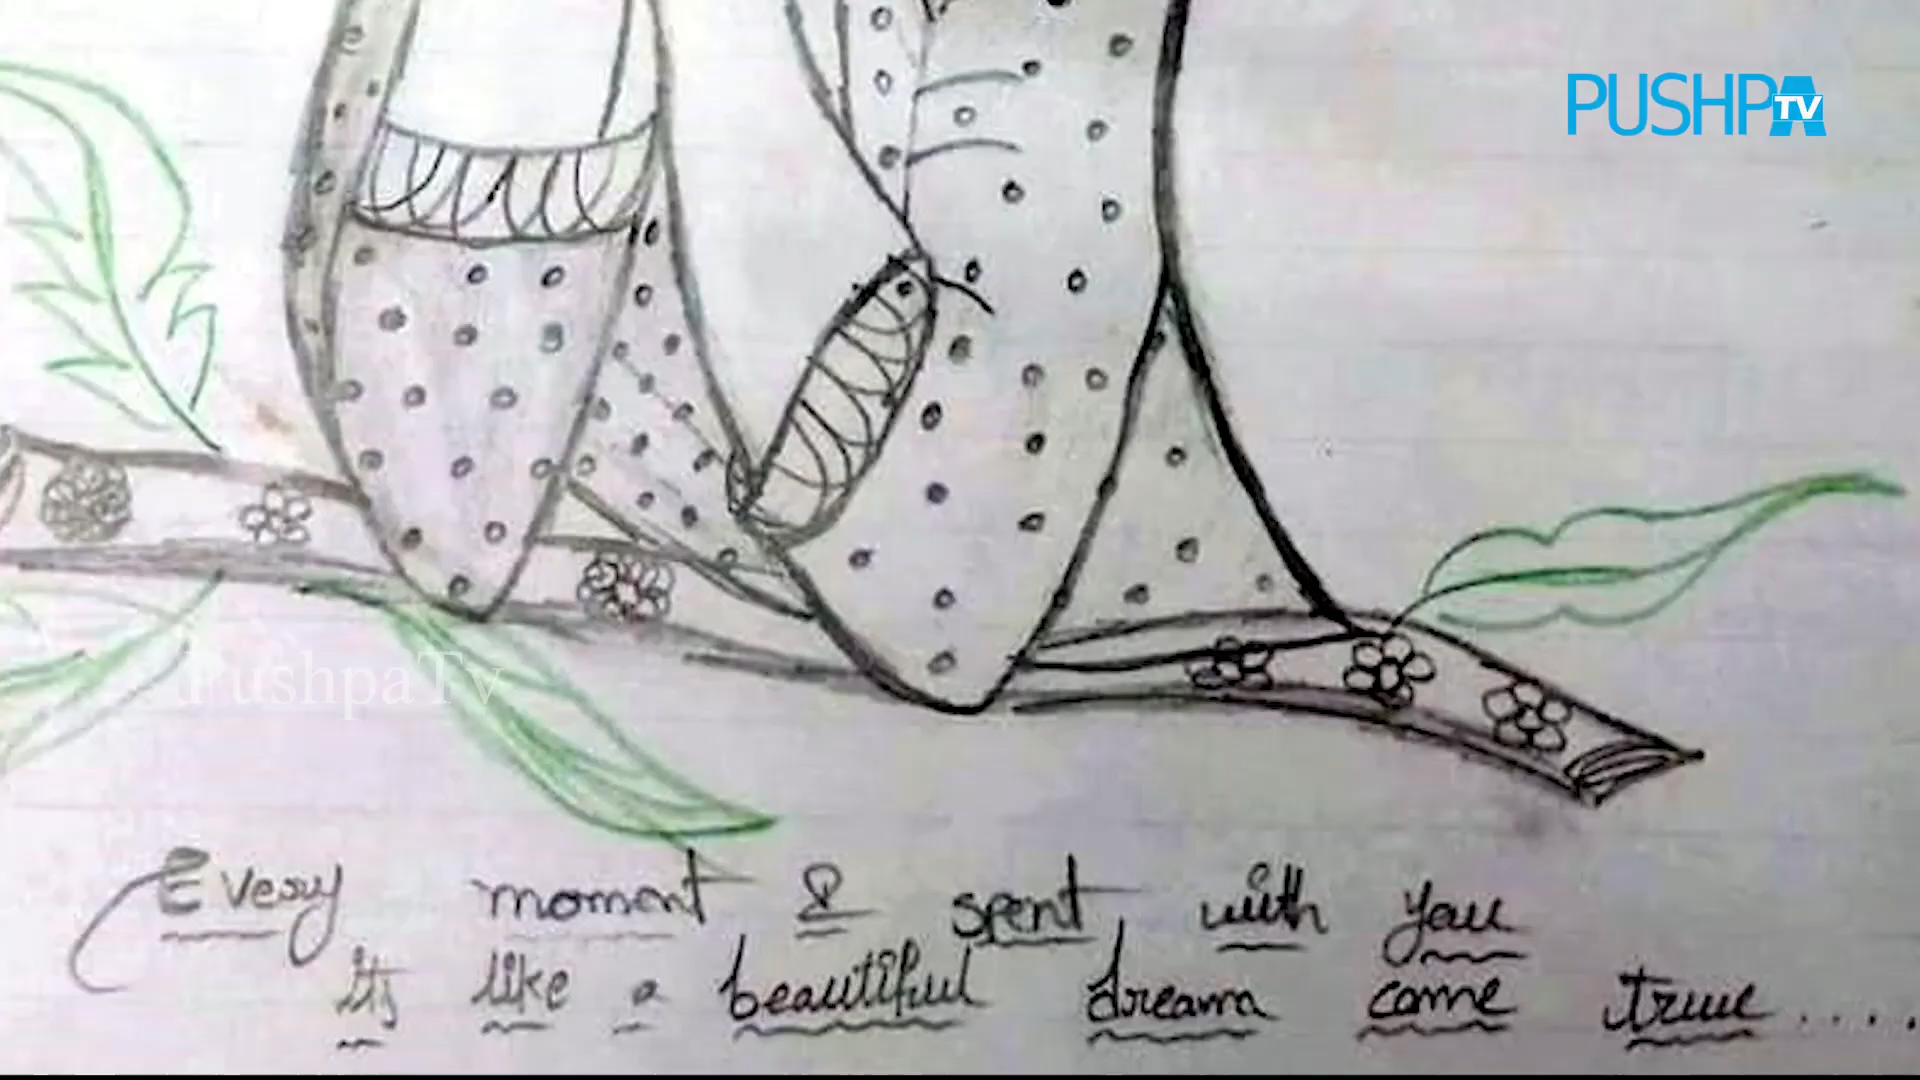 PUSHPA TV
PushpaTv
Every moment I spent with you
its like a beautiful dream come true.....